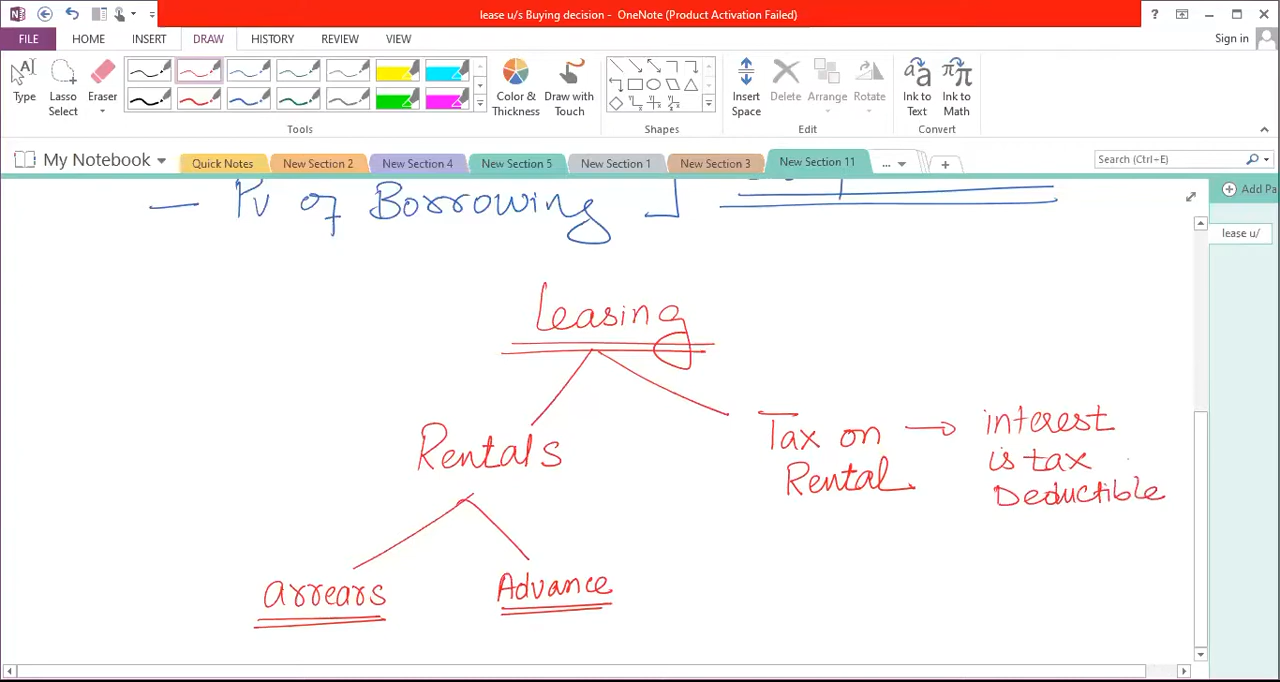 lease u/s Buying decision - OneNote (Product Activation Failed)
?
FILE HOME INSERT DRAW HISTORY REVIEW VIEW
Sign in
Type
Lasso Select
Eraser
Color & Thickness
Draw with Touch
Insert Space
Delete
Arrange
Rotate
Ink to Text
Ink to Math
Tools
Shapes
Edit
Convert
My Notebook
Quick Notes
New Section 2
New Section 4
New Section 5
New Section 1
New Section 3
New Section 11
...
Search (Ctrl+E)
Add Pa
lease u/
— Pv of Borrowing
Leasing
Rentals
Tax on → interest
Rental.
is tax
Deductible
arrears
Advance